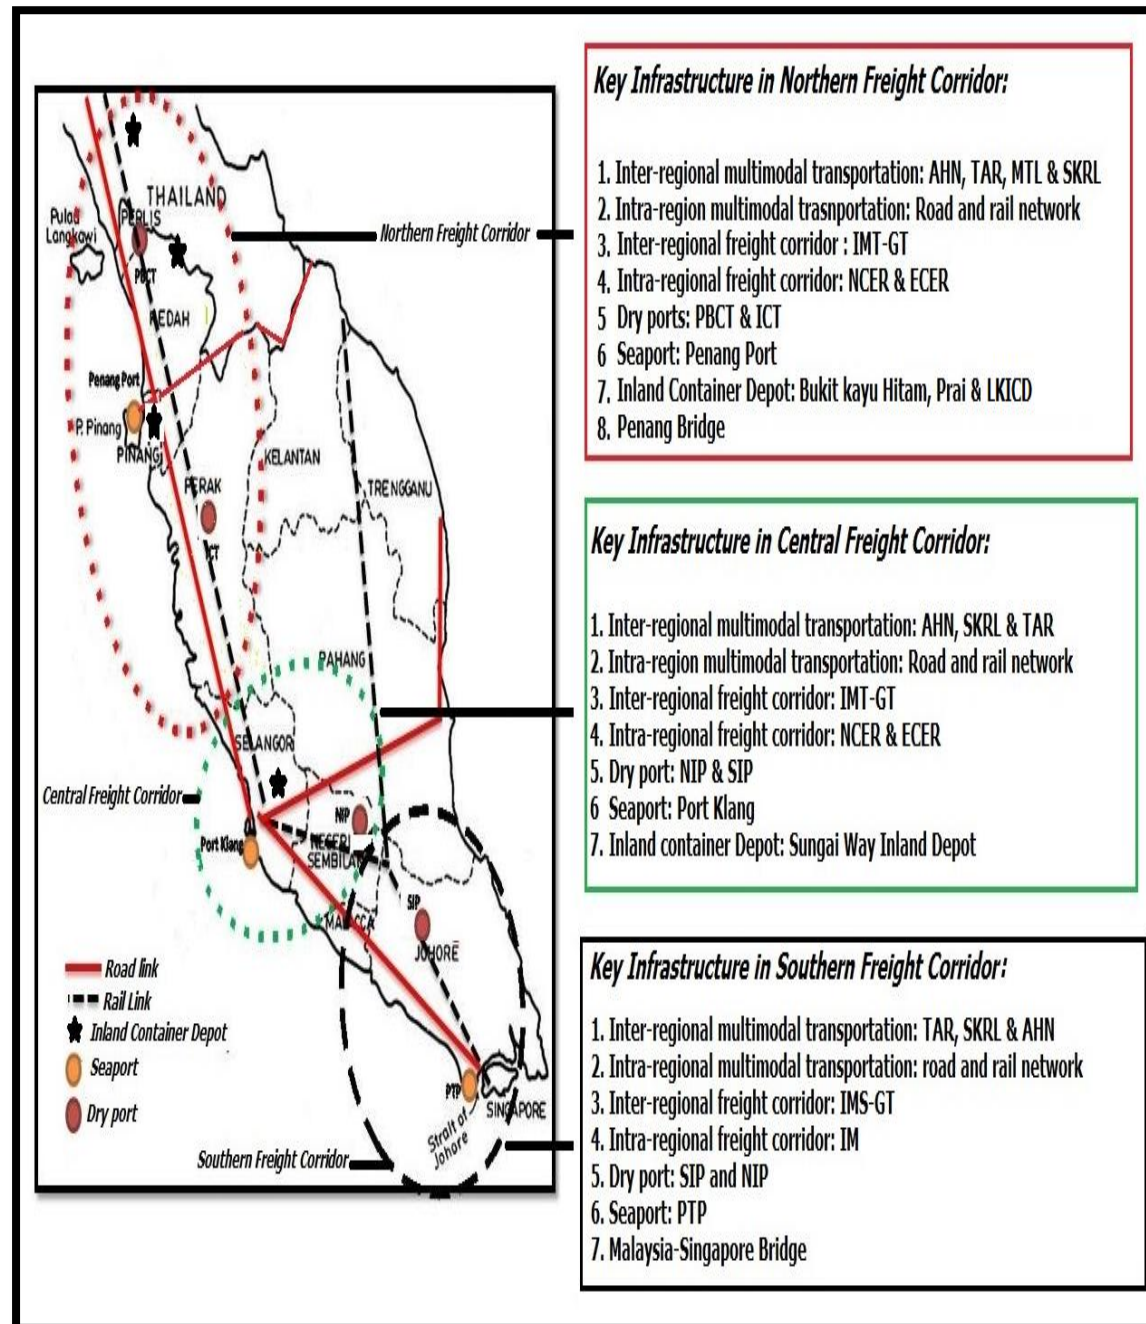 THAILAND
Pulau
Langkawi
PERLIS
PBCT
KEDAH
Penang Port
P. Pinang
PINANG
PERAK
ICT
KELANTAN
TRENGGANU
PAHANG
SELANGOR
Port Klang
NIP
NEGERI
SEMBILAN
MALACCA
SIP
JOHORE
PTP
SINGAPORE
Strait of
Johore
Northern Freight Corridor
Central Freight Corridor
Southern Freight Corridor
Road link
Rail Link
Inland Container Depot
Seaport
Dry port
Key Infrastructure in Northern Freight Corridor:
1. Inter-regional multimodal transportation: AHN, TAR, MTL & SKRL
2. Intra-region multimodal trasnportation: Road and rail network
3. Inter-regional freight corridor : IMT-GT
4. Intra-regional freight corridor: NCER & ECER
5 Dry ports: PBCT & ICT
6 Seaport: Penang Port
7. Inland Container Depot: Bukit kayu Hitam, Prai & LKICD
8. Penang Bridge
Key Infrastructure in Central Freight Corridor:
1. Inter-regional multimodal transportation: AHN, SKRL & TAR
2. Intra-region multimodal transportation: Road and rail network
3. Inter-regional freight corridor: IMT-GT
4. Intra-regional freight corridor: NCER & ECER
5. Dry port: NIP & SIP
6 Seaport: Port Klang
7. Inland container Depot: Sungai Way Inland Depot
Key Infrastructure in Southern Freight Corridor:
1. Inter-regional multimodal transportation: TAR, SKRL & AHN
2. Intra-regional multimodal transportation: road and rail network
3. Inter-regional freight corridor: IMS-GT
4. Intra-regional freight corridor: IM
5. Dry port: SIP and NIP
6. Seaport: PTP
7. Malaysia-Singapore Bridge